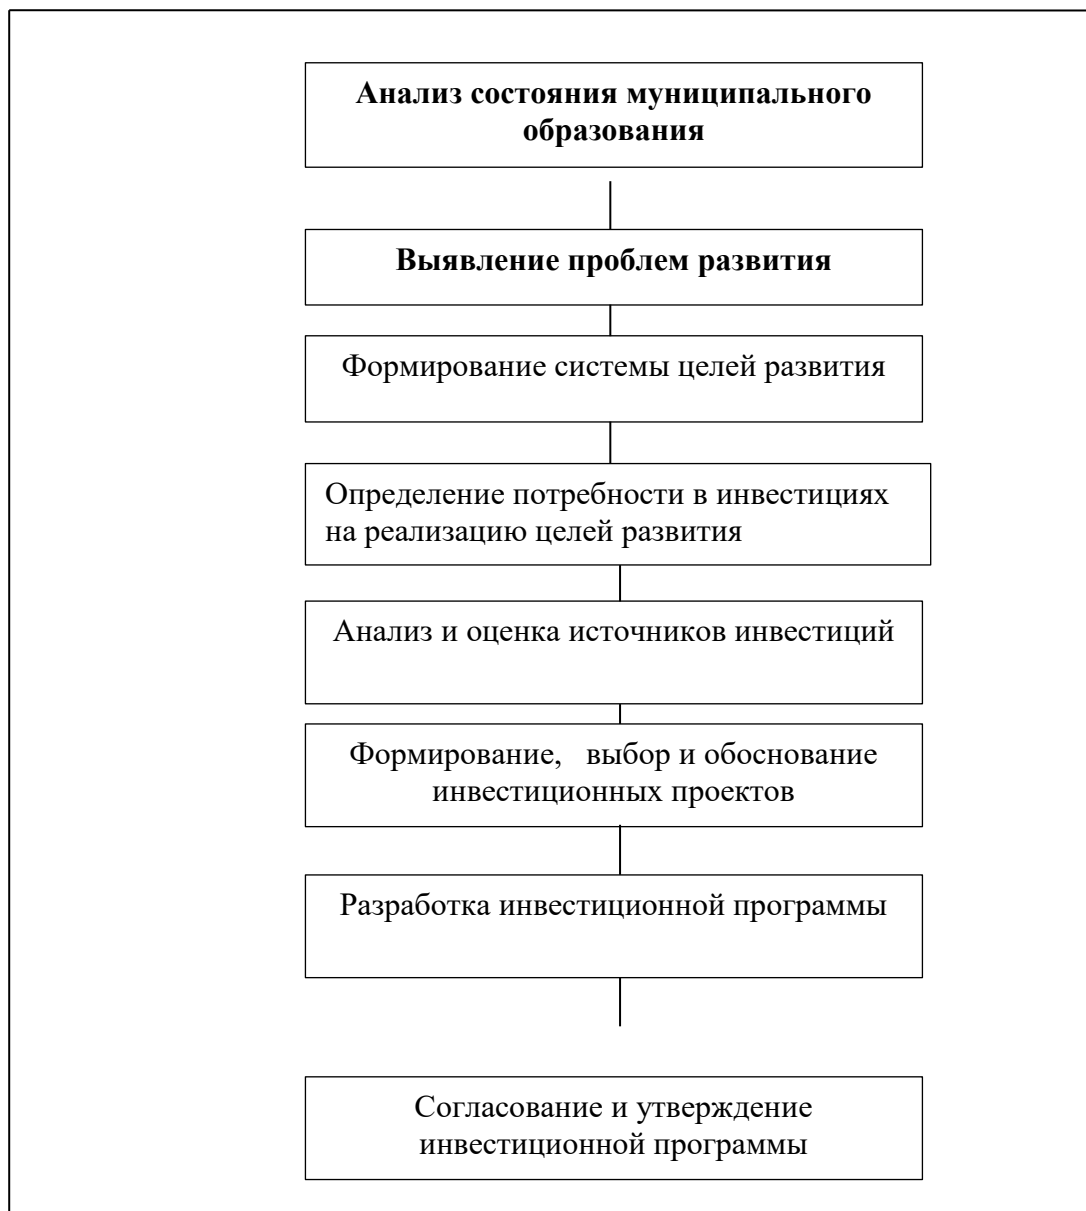 Анализ состояния муниципального
образования
Выявление проблем развития
Формирование системы целей развития
Определение потребности в инвестициях
на реализацию целей развития
Анализ и оценка источников инвестиций
Формирование, выбор и обоснование
инвестиционных проектов
Разработка инвестиционной программы
Согласование и утверждение
инвестиционной программы